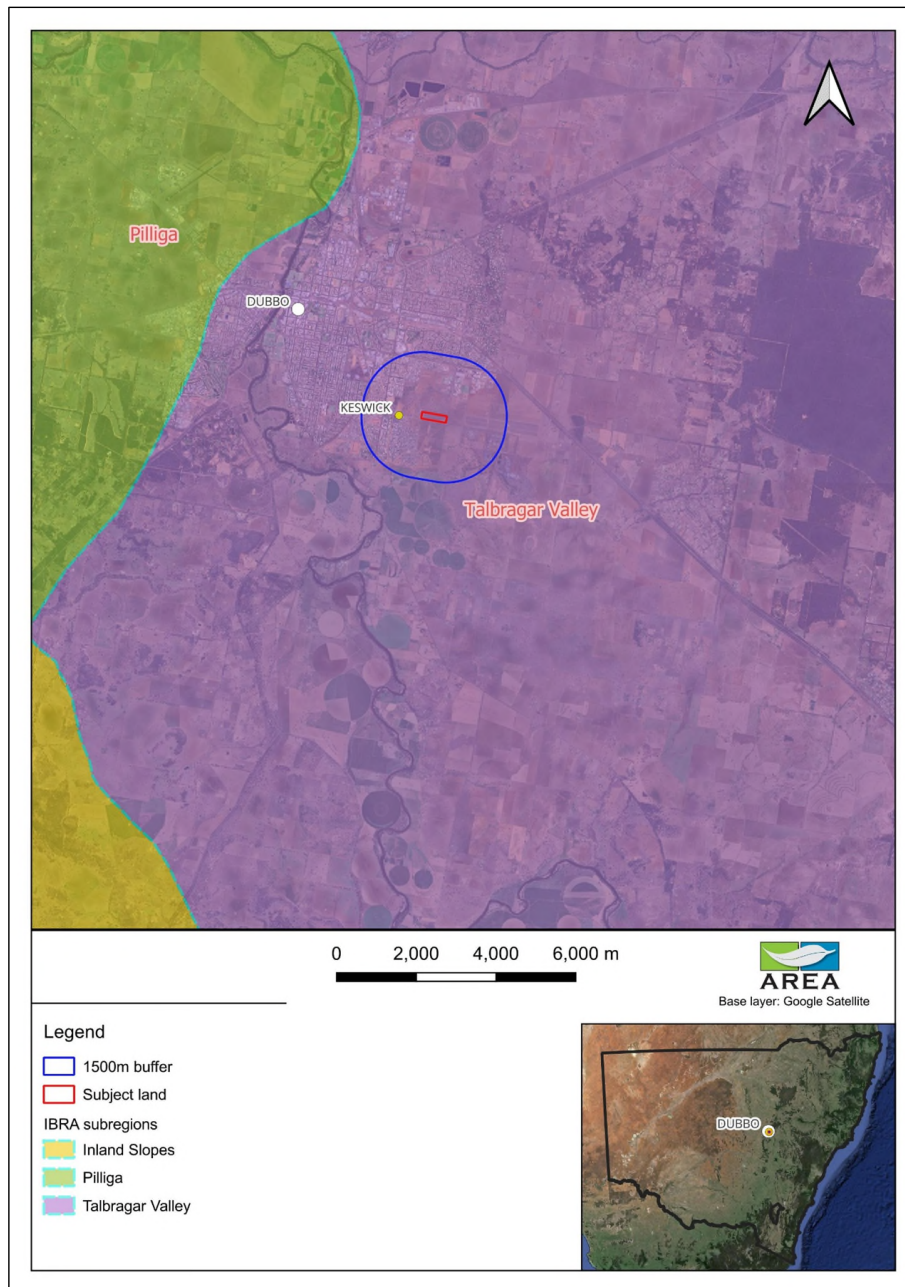 Pilliga
DUBBO
KESWICK
Talbragar Valley
0 2,000 4,000 6,000 m
AREA
Base layer: Google Satellite
Legend
1500m buffer
Subject land
IBRA subregions
Inland Slopes
Pilliga
Talbragar Valley
DUBBO